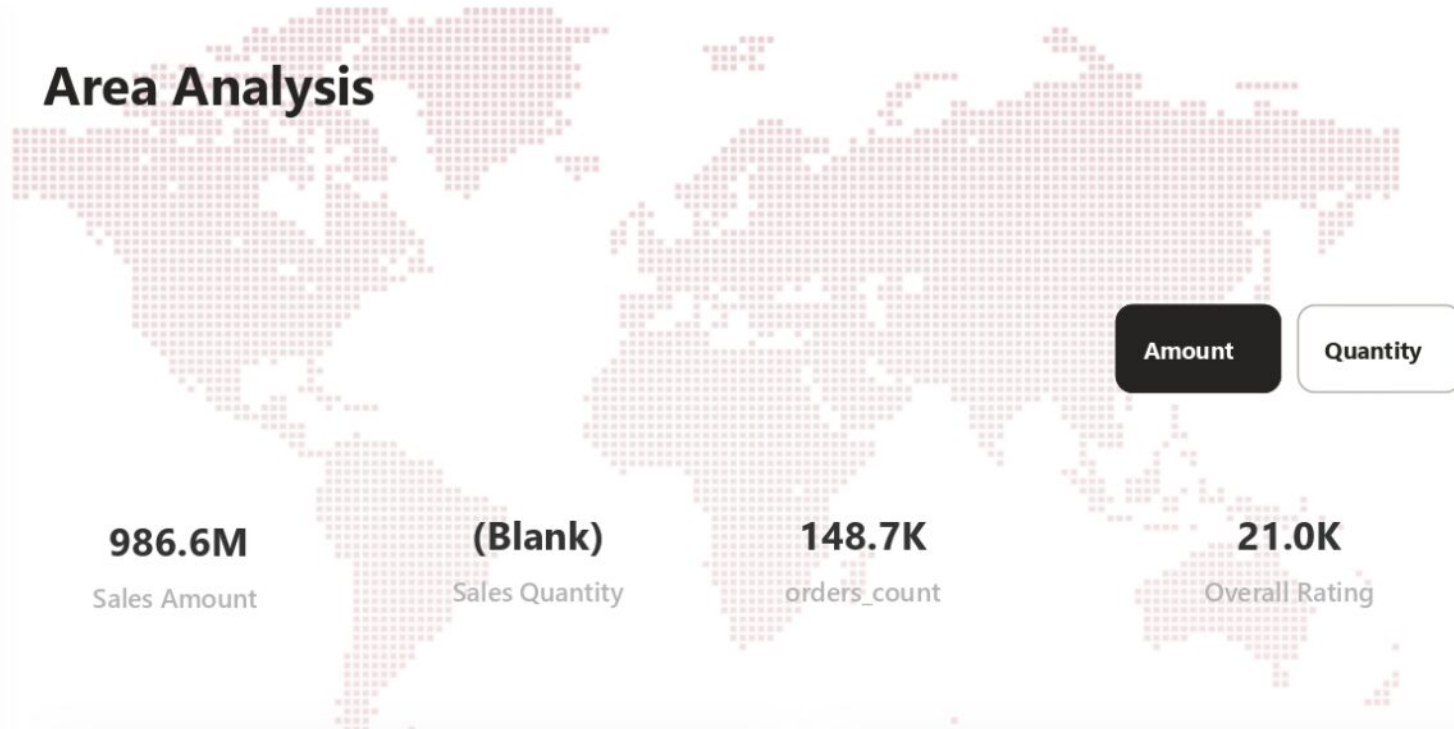 Area Analysis
Amount
Quantity
986.6M
Sales Amount
(Blank)
Sales Quantity
148.7K
orders_count
21.0K
Overall Rating